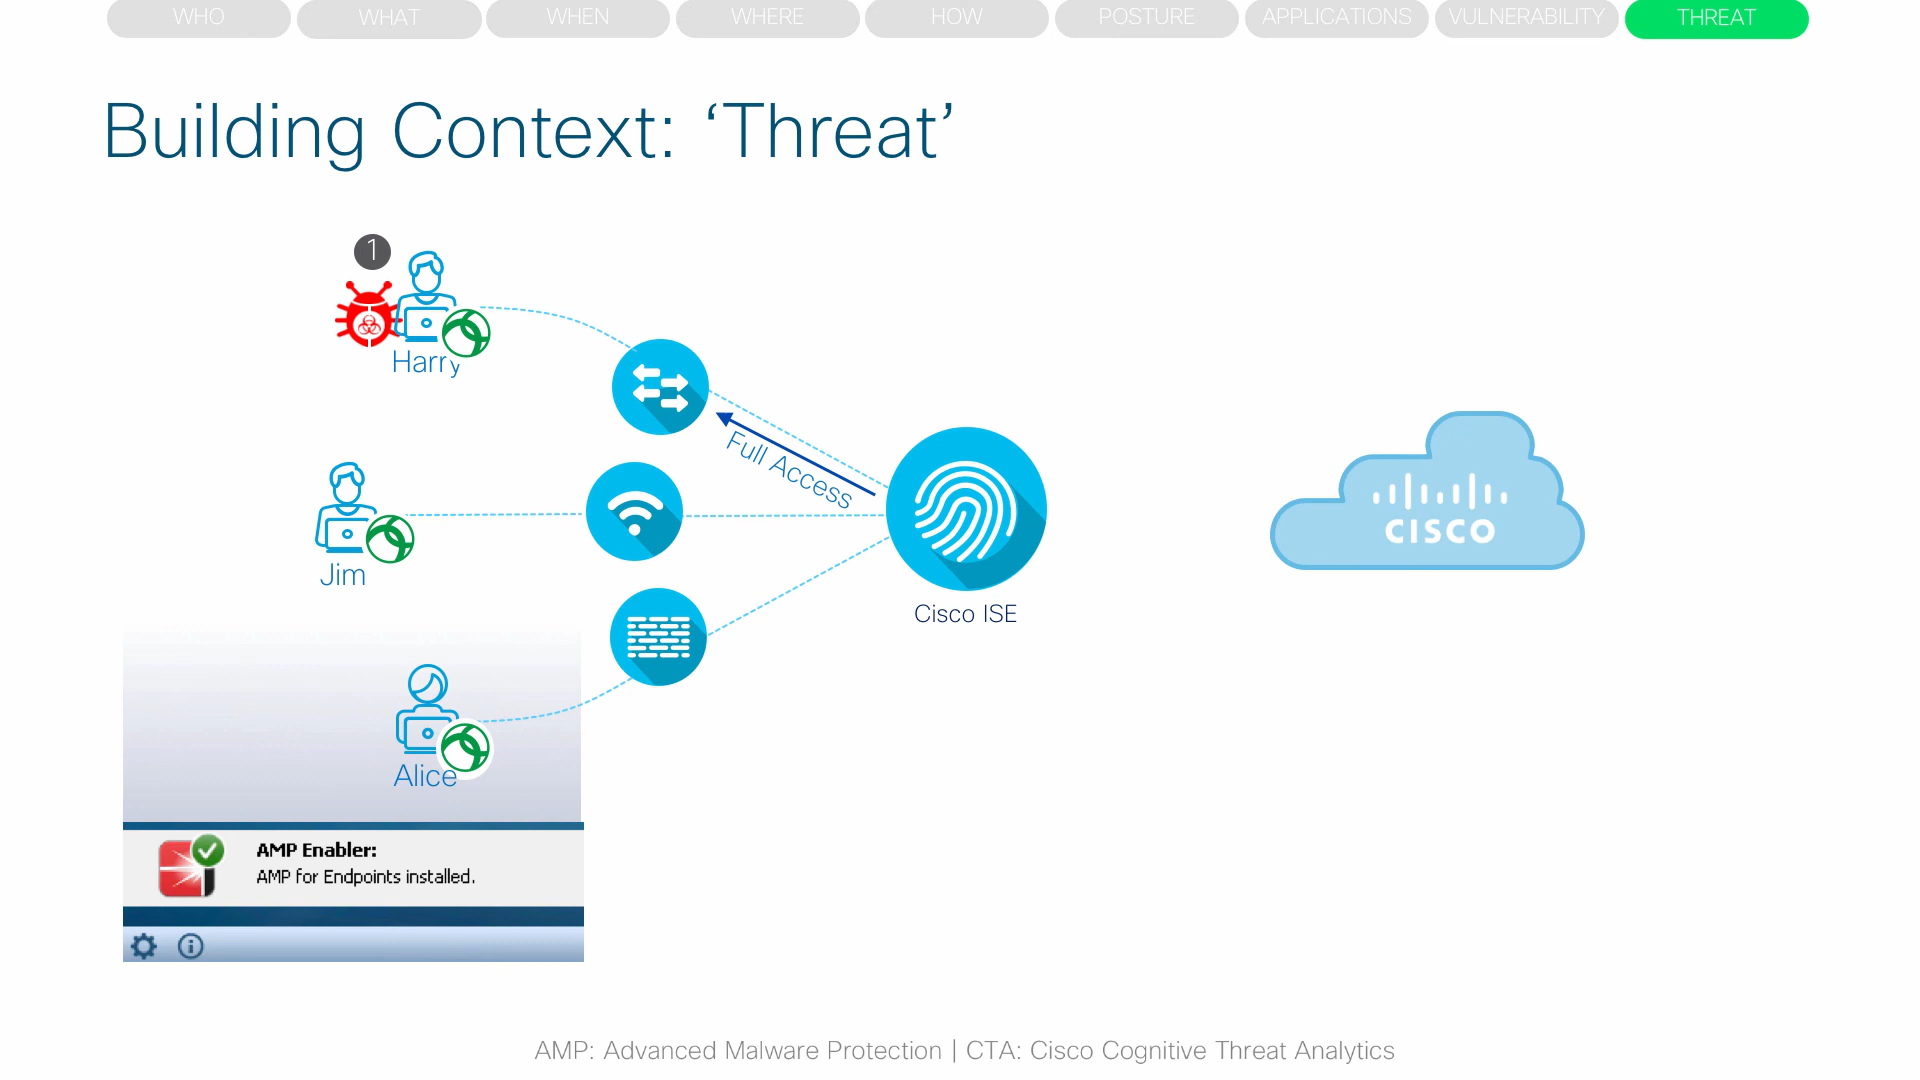 WHO
WHAT
WHEN
WHERE
HOW
POSTURE
APPLICATIONS
VULNERABILITY
THREAT
Building Context: ‘Threat’
1
Harry
Full Access
Jim
CISCO
Cisco ISE
Alice
AMP Enabler:
AMP for Endpoints installed.
AMP: Advanced Malware Protection | CTA: Cisco Cognitive Threat Analytics